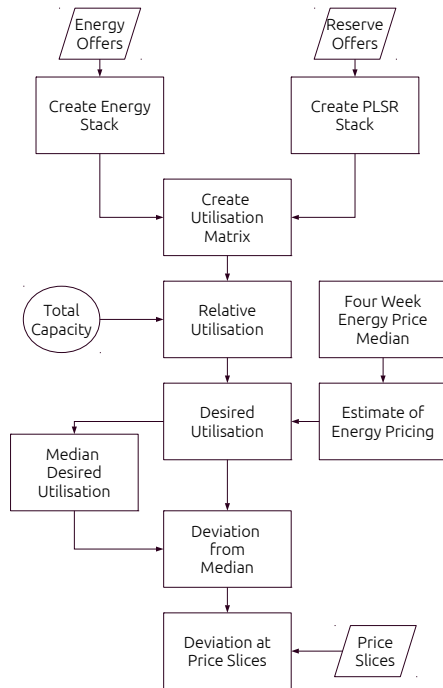 Energy
Offers
Reserve
Offers
Create Energy
Stack
Create PLSR
Stack
Create
Utilisation
Matrix
Total
Capacity
Relative
Utilisation
Four Week
Energy Price
Median
Desired
Utilisation
Estimate of
Energy Pricing
Median
Desired
Utilisation
Deviation
from
Median
Deviation at
Price Slices
Price
Slices